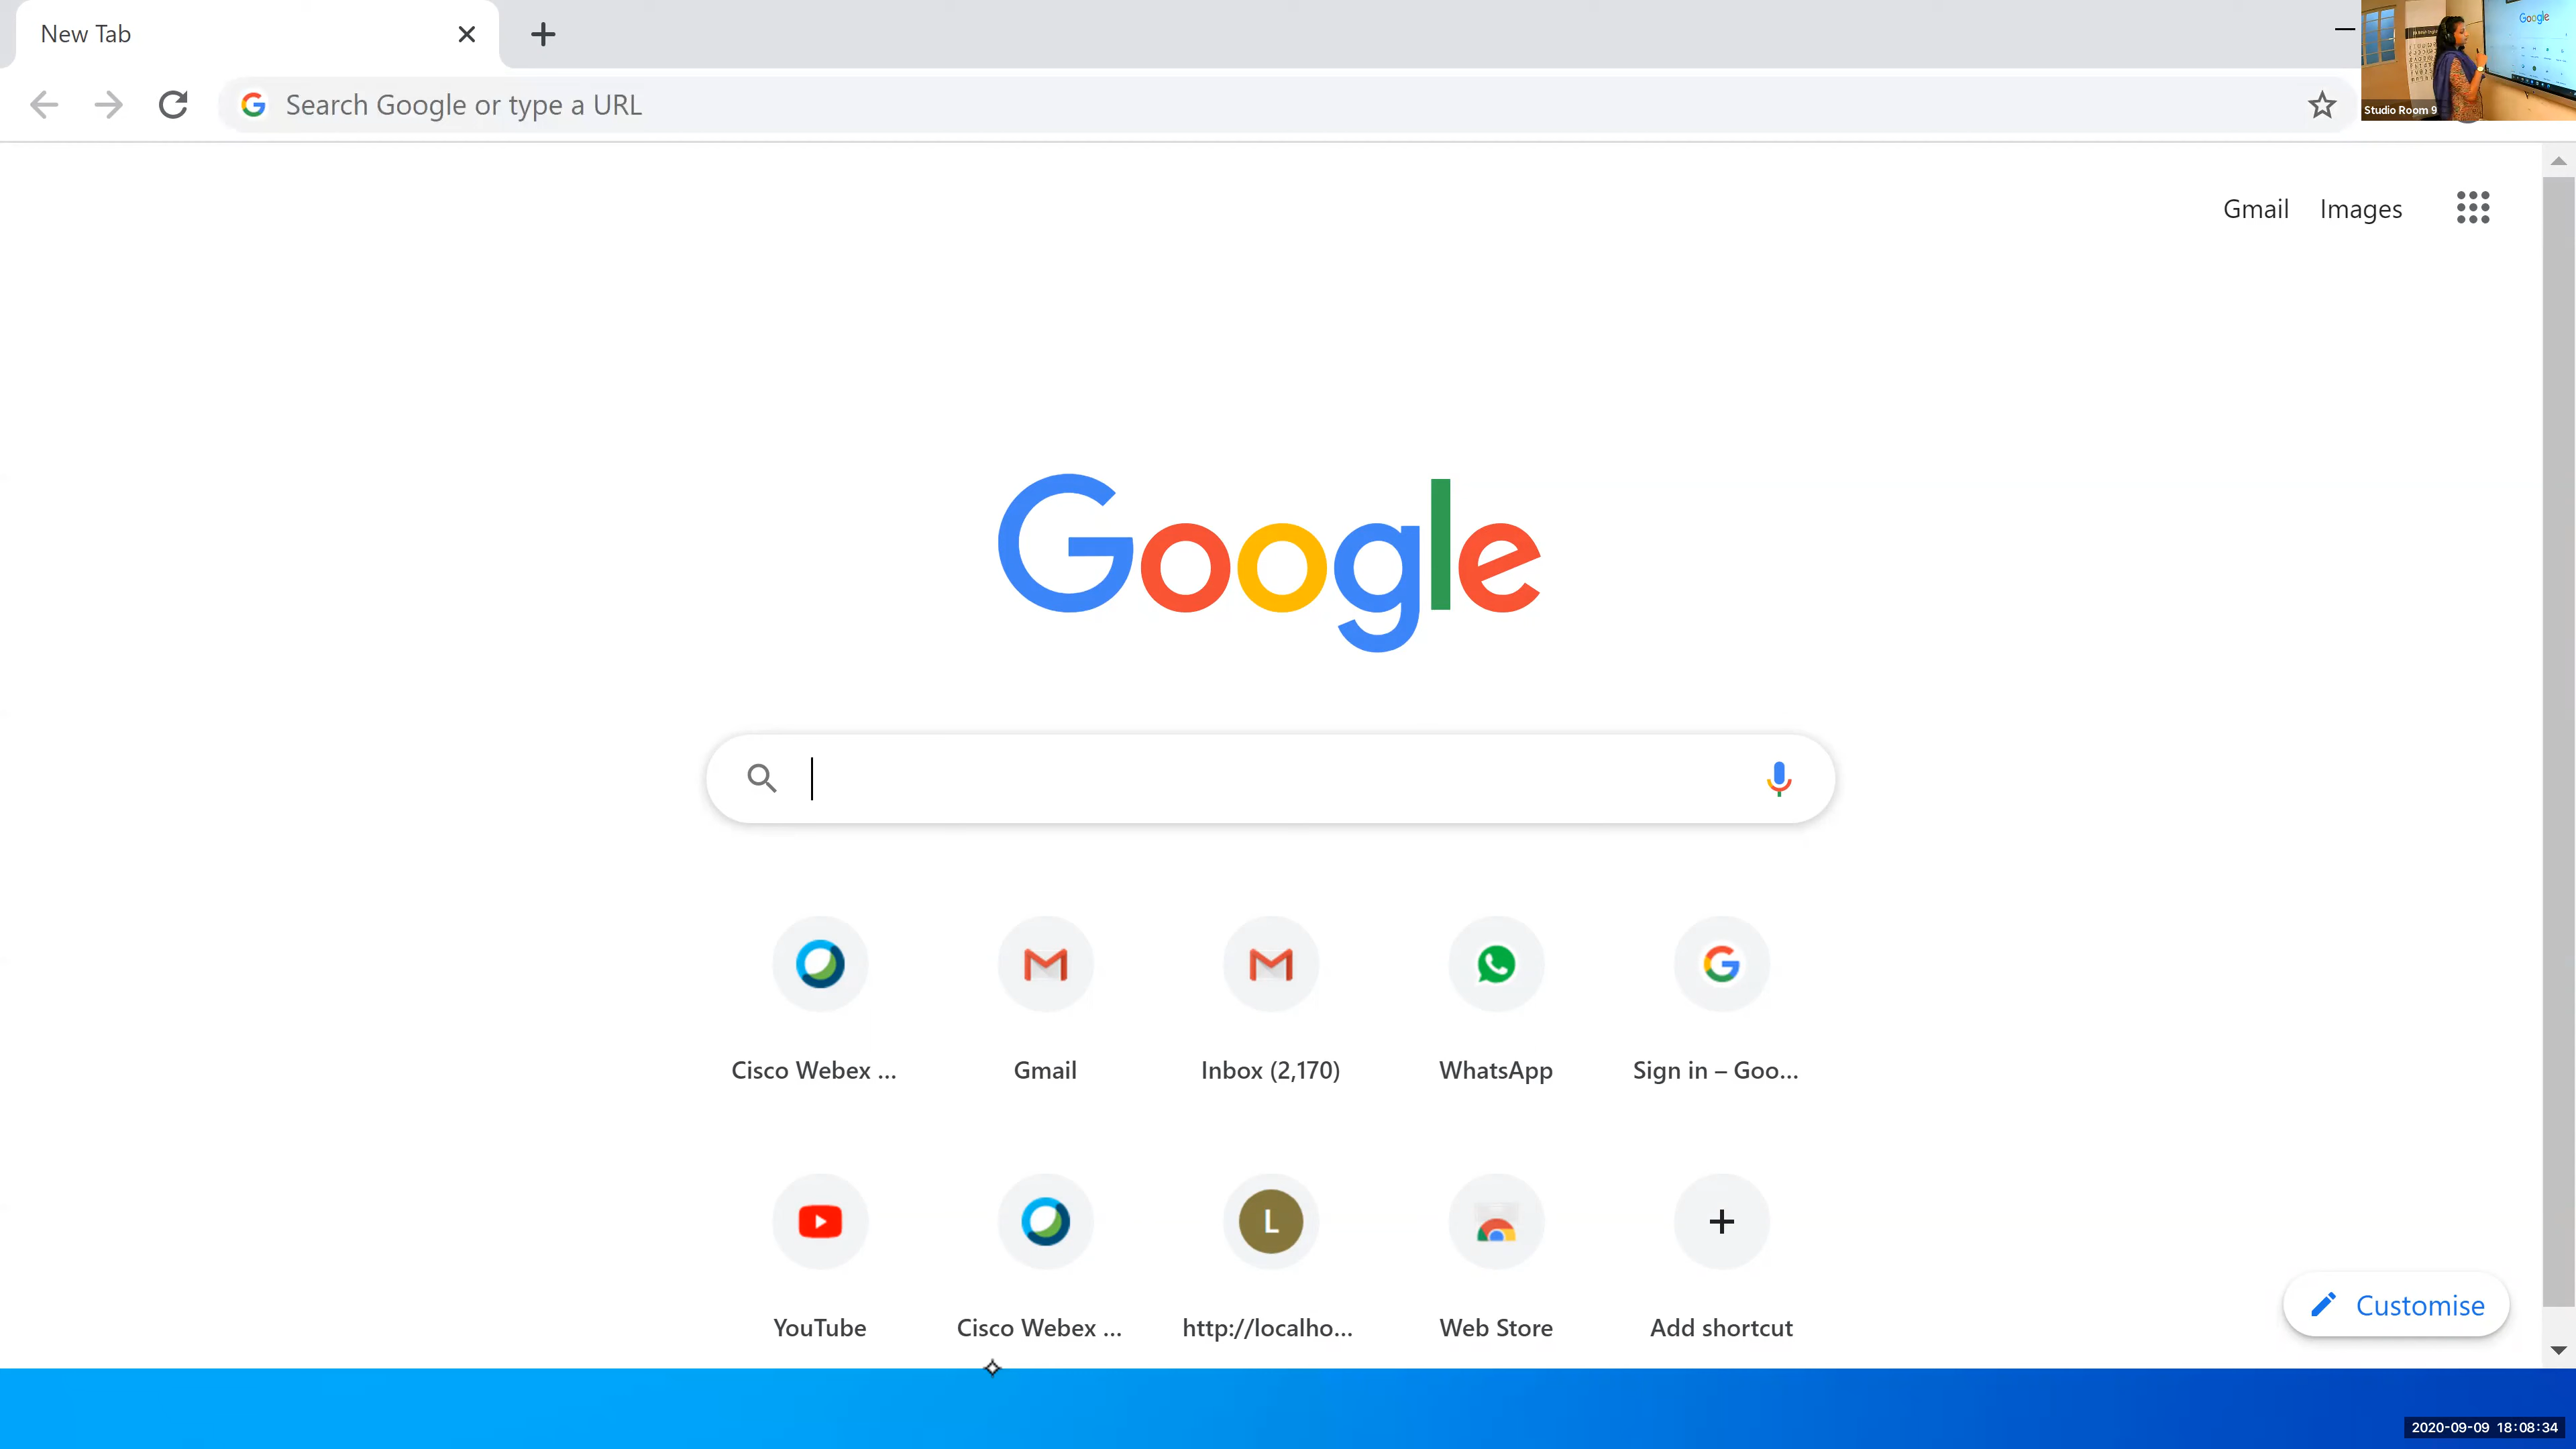 New Tab
Search Google or type a URL
Google
Studio Room 9
Gmail Images
Google
Cisco Webex ...
Gmail
Inbox (2,170)
WhatsApp
Sign in – Goo...
L
YouTube
Cisco Webex ...
http://localho...
Web Store
Add shortcut
Customise
2020-09-09 18:08:34